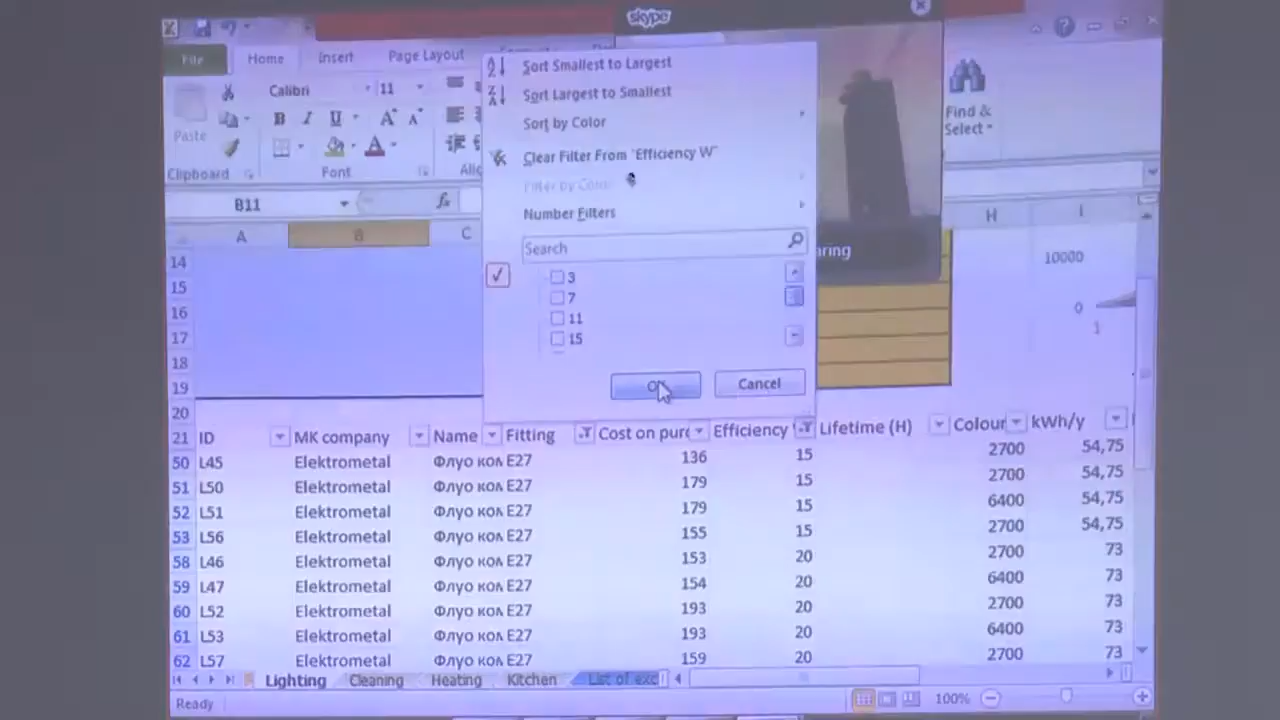 skype
File Home Insert Page Layout
Calibri 11
Paste
B I U
Clipboard Font
Find &
Select
Sort Smallest to Largest
Sort Largest to Smallest
Sort by Color
Clear Filter From "Efficiency W"
Filter by Color
Number Filters
Search
3
7
11
15
OK Cancel
B11 fx
A B C H I
10000
0
1
14
15
16
17
18
19
20
21 ID MK company Name Fitting Cost on pur Efficiency Lifetime (H) Colour kWh/y
50 L45 Elektrometal Флуо ком E27 136 15 2700 54,75
51 L50 Elektrometal Флуо ком E27 179 15 2700 54,75
52 L51 Elektrometal Флуо ком E27 179 15 6400 54,75
53 L56 Elektrometal Флуо ком E27 155 15 2700 54,75
58 L46 Elektrometal Флуо ком E27 153 20 2700 73
59 L47 Elektrometal Флуо ком E27 154 20 6400 73
60 L52 Elektrometal Флуо ком E27 193 20 2700 73
61 L53 Elektrometal Флуо ком E27 193 20 6400 73
62 L57 Elektrometal Флуо ком E27 159 20 2700 73
Lighting Cleaning Heating Kitchen List of exc
Ready 100%